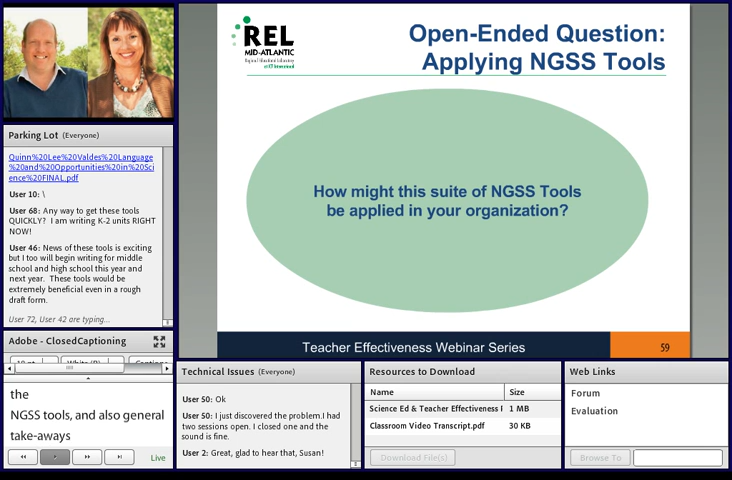 REL
MID-ATLANTIC
Regional Educational Laboratory
Open-Ended Question:
Applying NGSS Tools
How might this suite of NGSS Tools
be applied in your organization?
Teacher Effectiveness Webinar Series
59
Parking Lot (Everyone)
Quinn%20Lee%20Valdes%20Language
%20and%20Opportunities%20in%20Sci
ence%20FINAL.pdf
User 10: \
User 68: Any way to get these tools
QUICKLY? I am writing K-2 units RIGHT
NOW!
User 46: News of these tools is exciting
but I too will begin writing for middle
school and high school this year and
next year. These tools would be
extremely beneficial even in a rough
draft form.
User 72, User 42 are typing...
Adobe - ClosedCaptioning
the
NGSS tools, and also general
take-aways
Live
Technical Issues (Everyone)
User 50: Ok
User 50: I just discovered the problem.I had
two sessions open. I closed one and the
sound is fine.
User 2: Great, glad to hear that, Susan!
Resources to Download
Name Size
Science Ed & Teacher Effectiveness 1 MB
Classroom Video Transcript.pdf 30 KB
Download File(s)
Web Links
Forum
Evaluation
Browse To